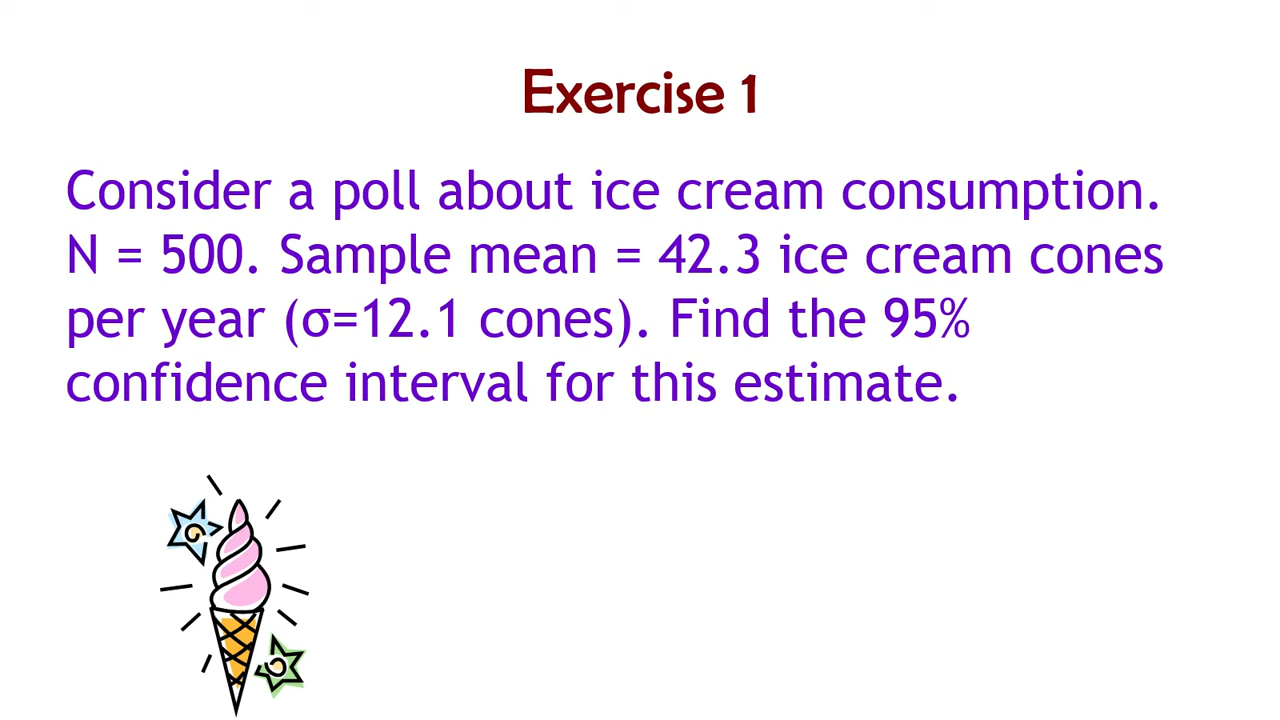 Exercise 1
Consider a poll about ice cream consumption.
N = 500. Sample mean = 42.3 ice cream cones
per year (σ=12.1 cones). Find the 95%
confidence interval for this estimate.